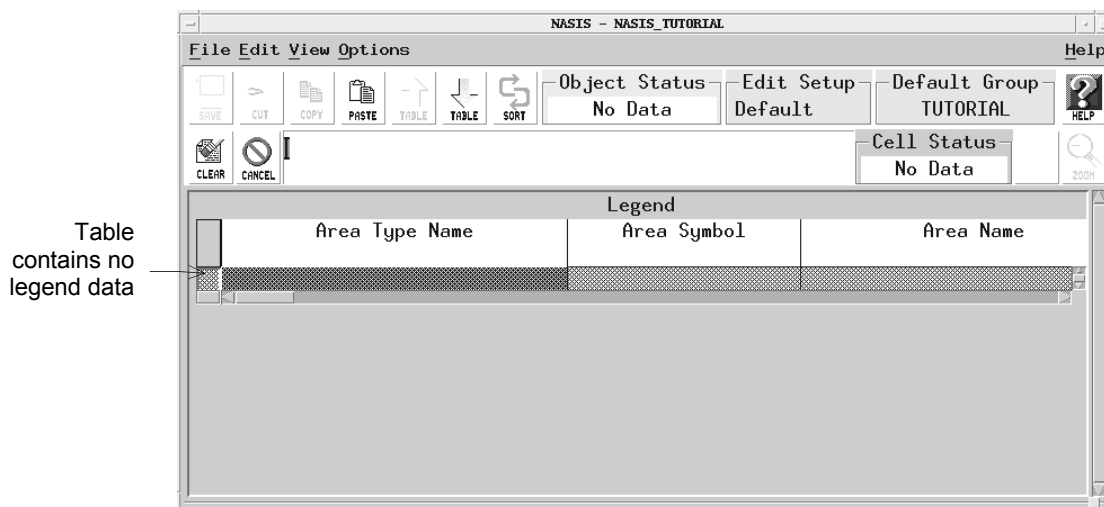 NASIS - NASIS_TUTORIAL
File Edit View Options Help
Object Status Edit Setup Default Group
No Data Default TUTORIAL
SAVE CUT COPY PASTE TABLE TABLE SORT HELP
Cell Status
No Data
CLEAR CANCEL ZOOM
Legend
Area Type Name Area Symbol Area Name
Table
contains no
legend data